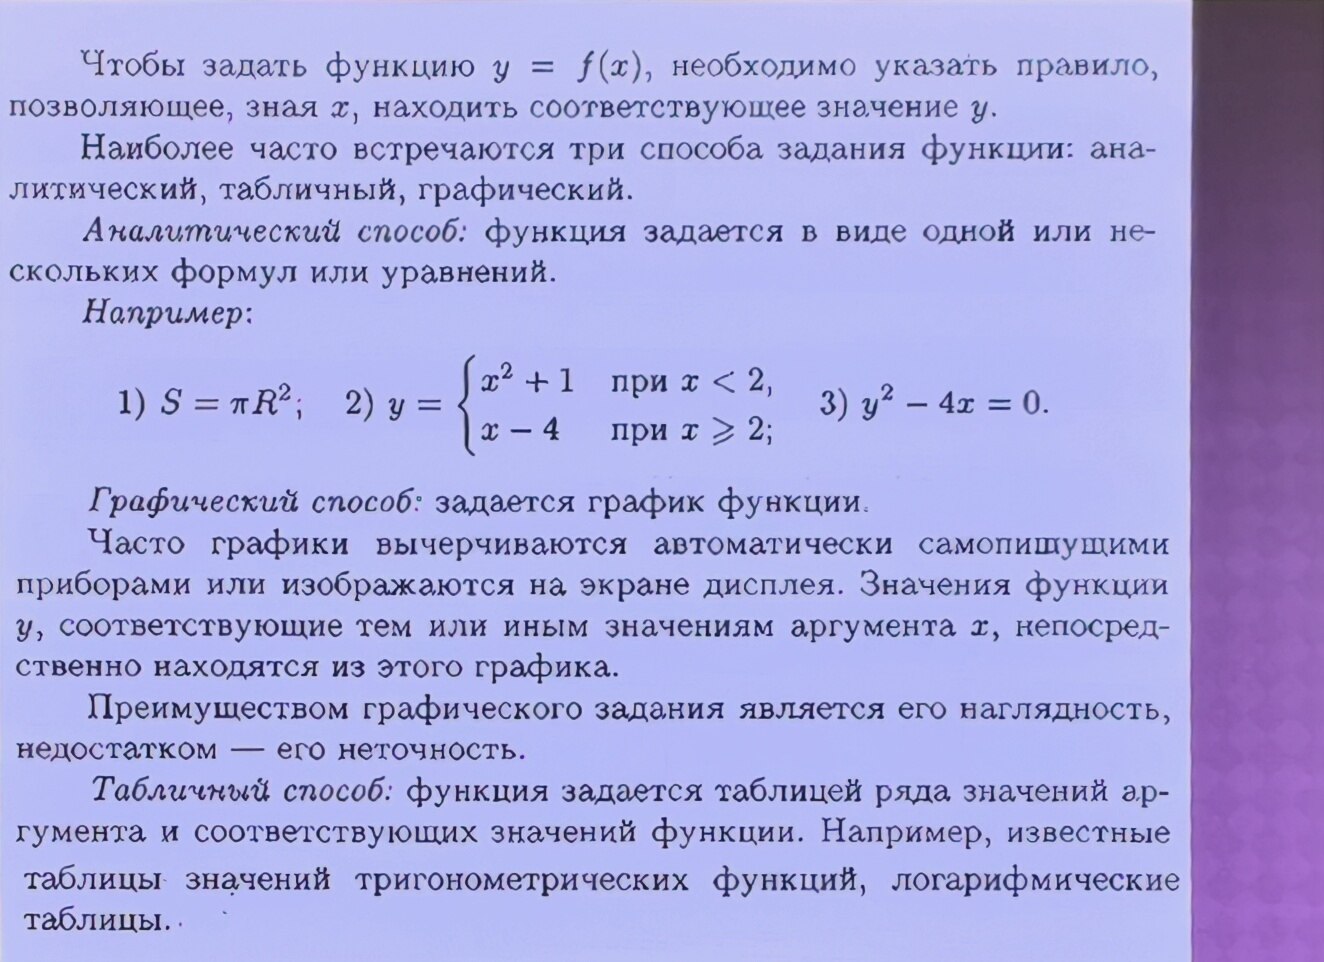 Чтобы задать функцию y = f(x), необходимо указать правило,
позволяющее, зная x, находить соответствующее значение y.
Наиболее часто встречаются три способа задания функции: ана-
литический, табличный, графический.
Аналитический способ: функция задается в виде одной или не-
скольких формул или уравнений.
Например:
1) S = πR²; 2) y = { x² + 1 при x < 2,
x − 4 при x ⩾ 2; 3) y² − 4x = 0.
Графический способ: задается график функции.
Часто графики вычерчиваются автоматически самопишущими
приборами или изображаются на экране дисплея. Значения функции
y, соответствующие тем или иным значениям аргумента x, непосред-
ственно находятся из этого графика.
Преимуществом графического задания является его наглядность,
недостатком — его неточность.
Табличный способ: функция задается таблицей ряда значений ар-
гумента и соответствующих значений функции. Например, известные
таблицы значений тригонометрических функций, логарифмические
таблицы.